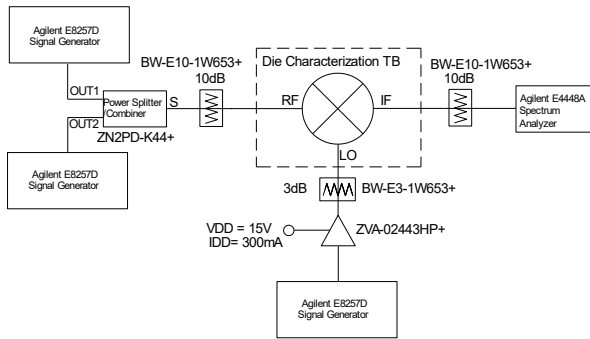 Agilent E8257D
Signal Generator
OUT1
OUT2
Power Splitter
/Combiner
S
ZN2PD-K44+
Agilent E8257D
Signal Generator
BW-E10-1W653+
10dB
Die Characterization TB
RF
IF
LO
BW-E10-1W653+
10dB
Agilent E4448A
Spectrum
Analyzer
3dB
BW-E3-1W653+
VDD = 15V
IDD= 300mA
ZVA-02443HP+
Agilent E8257D
Signal Generator